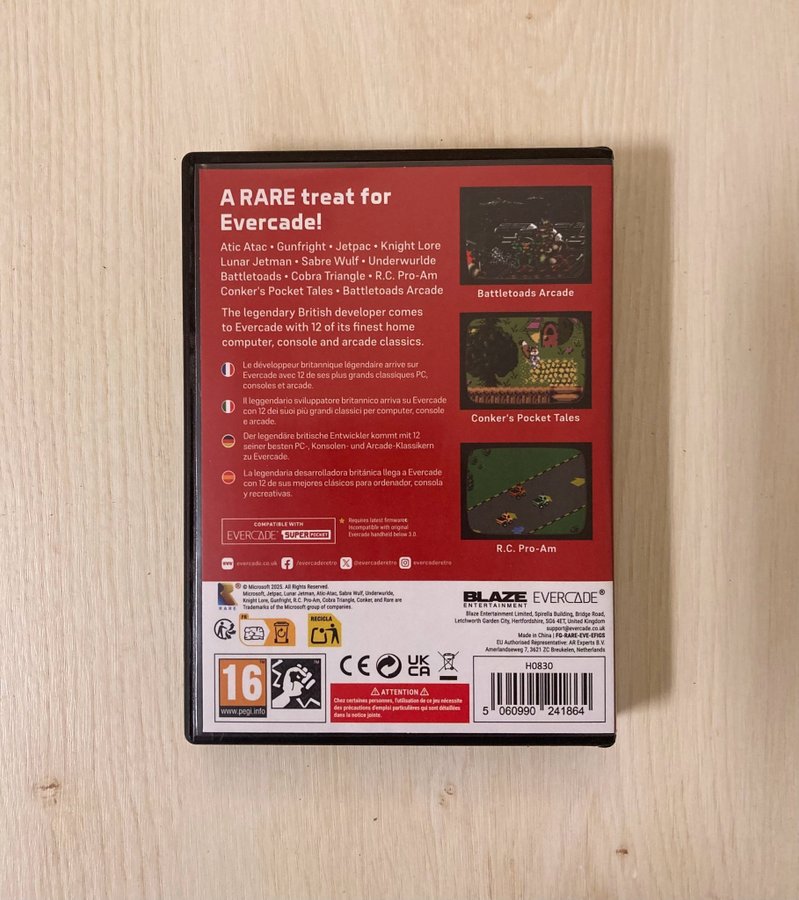 A RARE treat for
Evercade!
Atic Atac • Gunfright • Jetpac • Knight Lore
Lunar Jetman • Sabre Wulf • Underwurlde
Battletoads • Cobra Triangle • R.C. Pro-Am
Conker's Pocket Tales • Battletoads Arcade
The legendary British developer comes
to Evercade with 12 of its finest home
computer, console and arcade classics.
Le développeur britannique légendaire arrive sur
Evercade avec 12 de ses plus grands classiques PC,
consoles et arcade.
Il leggendario sviluppatore britannico arriva su Evercade
con 12 dei suoi più grandi classici per computer, console
e arcade.
Der legendäre britische Entwickler kommt mit 12
seiner besten PC-, Konsolen- und Arcade-Klassikern
zu Evercade.
La legendaria desarrolladora británica llega a Evercade
con 12 de sus mejores clásicos para ordenador, consola
y recreativas.
Battletoads Arcade
Conker's Pocket Tales
R.C. Pro-Am
COMPATIBLE WITH
EVERCADE SUPER POCKET
★ Requires latest firmware.
Incompatible with original
Evercade handheld below 3.0.
www evercade.co.uk /evercaderetro @evercaderetro @evercaderetro
RARE
© Microsoft 2025. All Rights Reserved.
Microsoft, Jetpac, Lunar Jetman, Atic-Atac, Sabre Wulf, Underwurlde,
Knight Lore, Gunfright, R.C. Pro-Am, Cobra Triangle, Conker, and Rare are
Trademarks of the Microsoft group of companies.
BLAZE ENTERTAINMENT EVERCADE®
Blaze Entertainment Limited, Spirella Building, Bridge Road,
Letchworth Garden City, Hertfordshire, SG6 4ET, United Kingdom
support@evercade.co.uk
Made in China | FG-RARE-EVE-EFIGS
EU Authorised Representative: AR Experts B.V.
Amerlandseweg 7, 3621 ZC Breukelen, Netherlands
FR
RECICLA
16
www.pegi.info
CE UK CA
⚠ ATTENTION ⚠
Chez certaines personnes, l'utilisation de ce jeu nécessite
des précautions d'emploi particulières qui sont détaillées
dans la notice jointe.
H0830
5 060990 241864